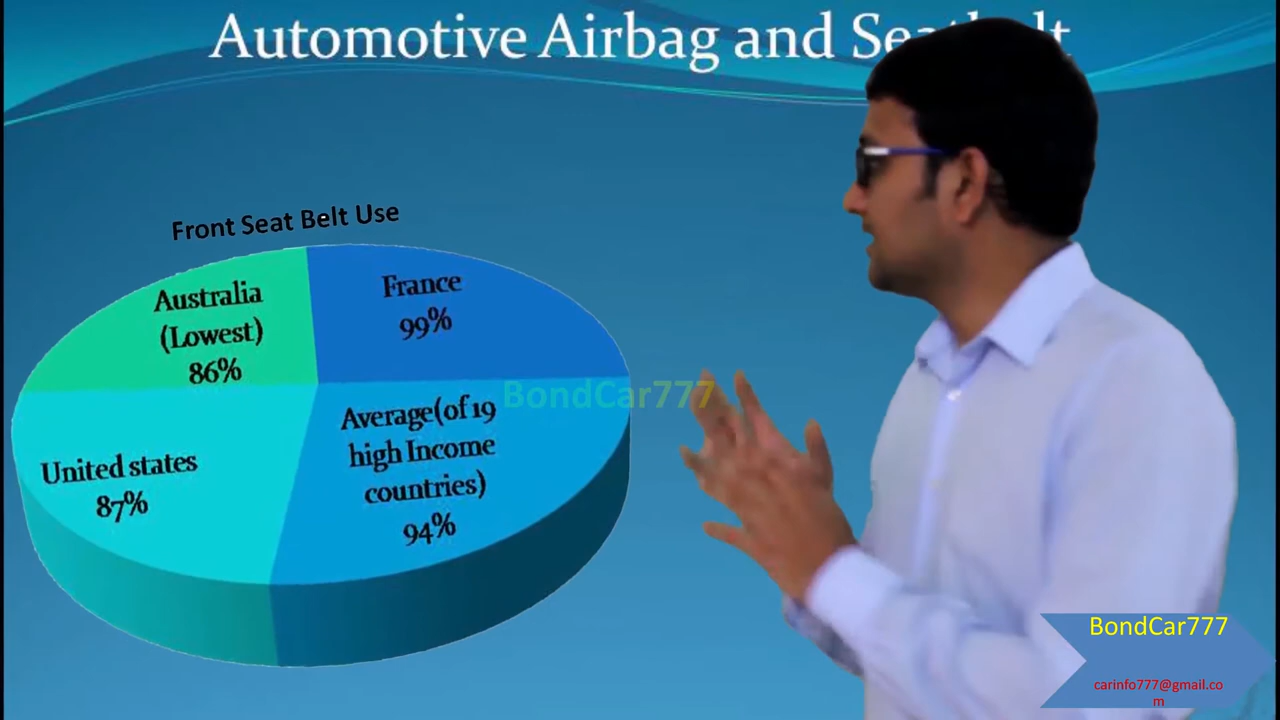 Automotive Airbag and Se
Front Seat Belt Use
Australia
(Lowest)
86%
France
99%
United states
87%
Average(of 19
high Income
countries)
94%
BondCar777
BondCar777
carinfo777@gmail.co
m